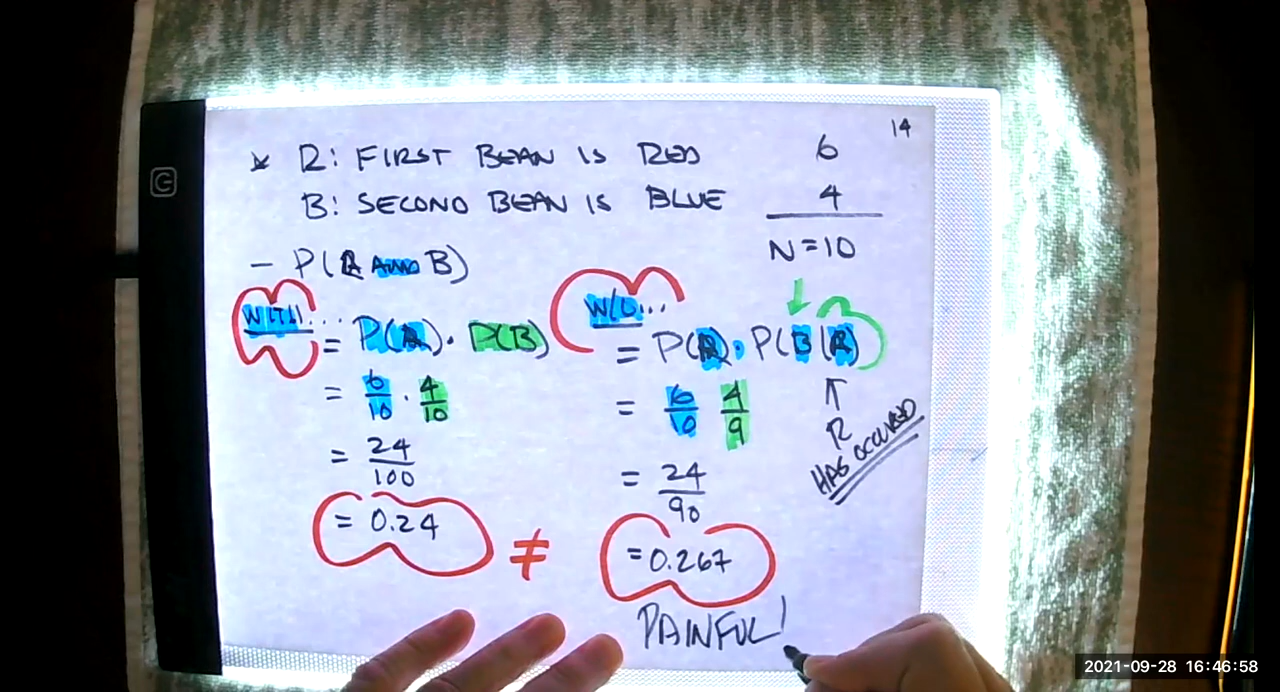 14
* R: FIRST BEAN IS RED 6
B: SECOND BEAN IS BLUE 4
N = 10
- P(R AND B)
WITH... = P(R) · P(B)
= 6/10 · 4/10
= 24/100
= 0.24
≠
W/O... = P(R) · P(B|R)
= 6/10 4/9
= 24/90
= 0.267
↑
R
HAS OCCURED
PAINFUL!
2021-09-28 16:46:58